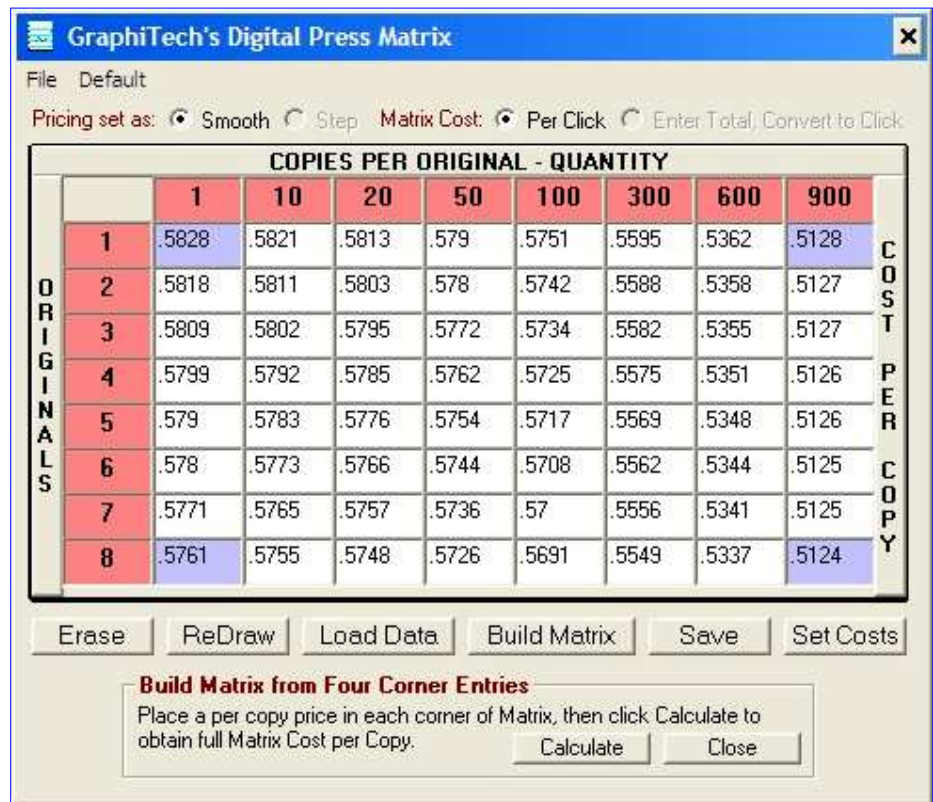 GraphiTech's Digital Press Matrix
File Default
Pricing set as: Smooth Step Matrix Cost: Per Click Enter Total, Convert to Click
COPIES PER ORIGINAL - QUANTITY
1 10 20 50 100 300 600 900
ORIGINALS
1 .5828 .5821 .5813 .579 .5751 .5595 .5362 .5128
2 .5818 .5811 .5803 .578 .5742 .5588 .5358 .5127
3 .5809 .5802 .5795 .5772 .5734 .5582 .5355 .5127
4 .5799 .5792 .5785 .5762 .5725 .5575 .5351 .5126
5 .579 .5783 .5776 .5754 .5717 .5569 .5348 .5126
6 .578 .5773 .5766 .5744 .5708 .5562 .5344 .5125
7 .5771 .5765 .5757 .5736 .57 .5556 .5341 .5125
8 .5761 .5755 .5748 .5726 .5691 .5549 .5337 .5124
COST PER COPY
Erase ReDraw Load Data Build Matrix Save Set Costs
Build Matrix from Four Corner Entries
Place a per copy price in each corner of Matrix, then click Calculate to
obtain full Matrix Cost per Copy. Calculate Close